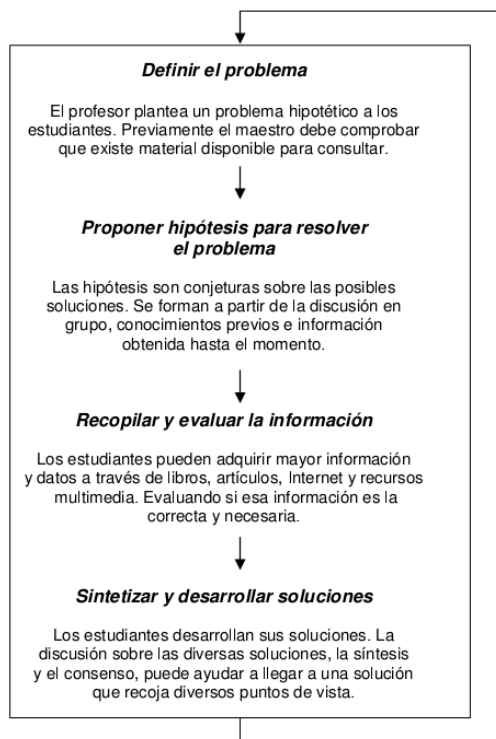 Definir el problema
El profesor plantea un problema hipotético a los
estudiantes. Previamente el maestro debe comprobar
que existe material disponible para consultar.
Proponer hipótesis para resolver
el problema
Las hipótesis son conjeturas sobre las posibles
soluciones. Se forman a partir de la discusión en
grupo, conocimientos previos e información
obtenida hasta el momento.
Recopilar y evaluar la información
Los estudiantes pueden adquirir mayor información
y datos a través de libros, artículos, Internet y recursos
multimedia. Evaluando si esa información es la
correcta y necesaria.
Sintetizar y desarrollar soluciones
Los estudiantes desarrollan sus soluciones. La
discusión sobre las diversas soluciones, la síntesis
y el consenso, puede ayudar a llegar a una solución
que recoja diversos puntos de vista.